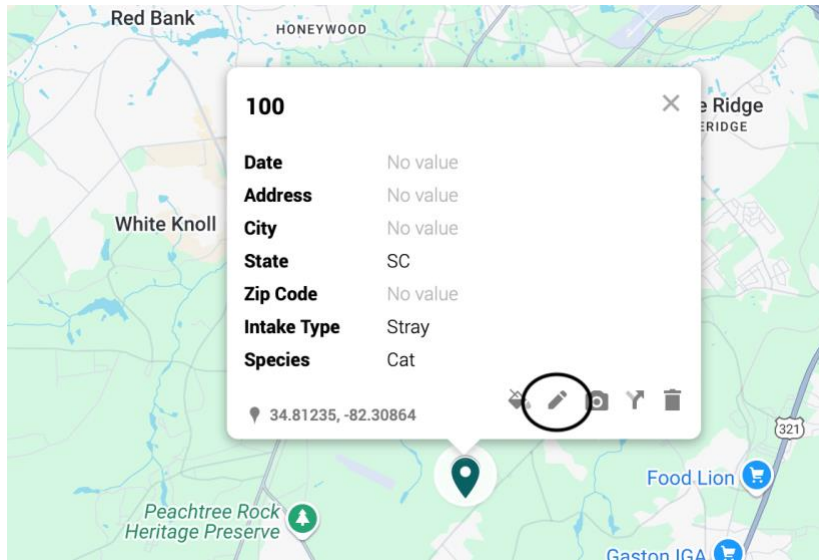 Red Bank
HONEYWOOD
100
e Ridge
ERIDGE
Date No value
Address No value
White Knoll
City No value
State SC
Zip Code No value
Intake Type Stray
Species Cat
34.81235, -82.30864
321
Food Lion
Peachtree Rock
Heritage Preserve
Gaston IGA